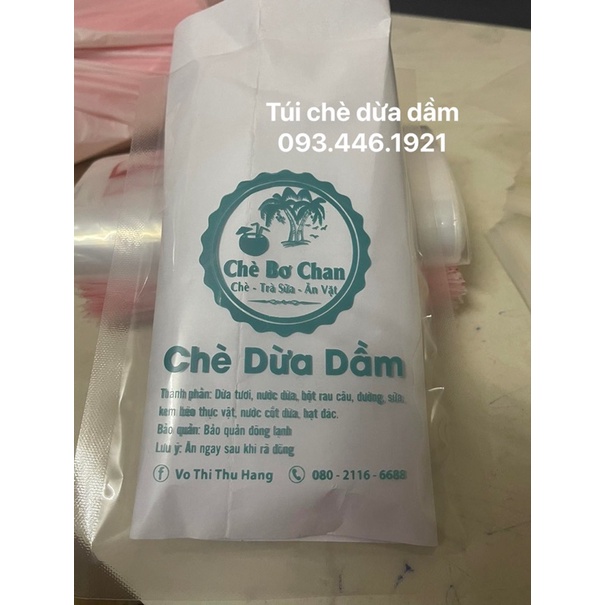 Túi chè dừa dầm
093.446.1921
Chè Bơ Chan
Chè - Trà Sữa - Ăn Vặt
Chè Dừa Dầm
Thành phần: Dừa tươi, nước dừa, bột rau câu, đường, sữa,
kem béo thực vật, nước cốt dừa, hạt đác.
Bảo quản: Bảo quản đông lạnh
Lưu ý: Ăn ngay sau khi rã đông
Vo Thi Thu Hang
080 - 2116 - 6688